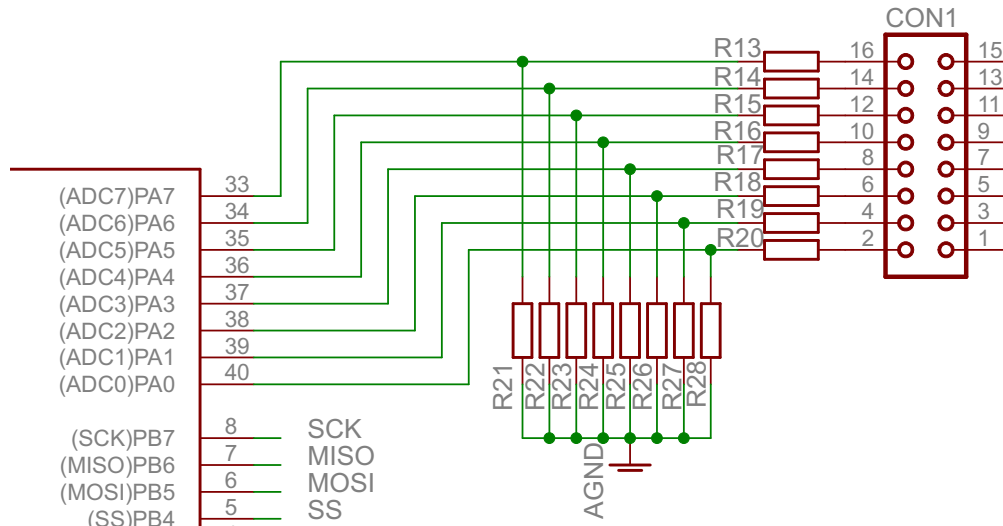 CON1
R13 16 15
R14 14 13
R15 12 11
R16 10 9
R17 8 7
R18 6 5
R19 4 3
R20 2 1
(ADC7)PA7 33
(ADC6)PA6 34
(ADC5)PA5 35
(ADC4)PA4 36
(ADC3)PA3 37
(ADC2)PA2 38
(ADC1)PA1 39
(ADC0)PA0 40
R21 R22 R23 R24 R25 R26 R27 R28
(SCK)PB7 8 SCK
(MISO)PB6 7 MISO
(MOSI)PB5 6 MOSI
(SS)PB4 5 SS
AGND